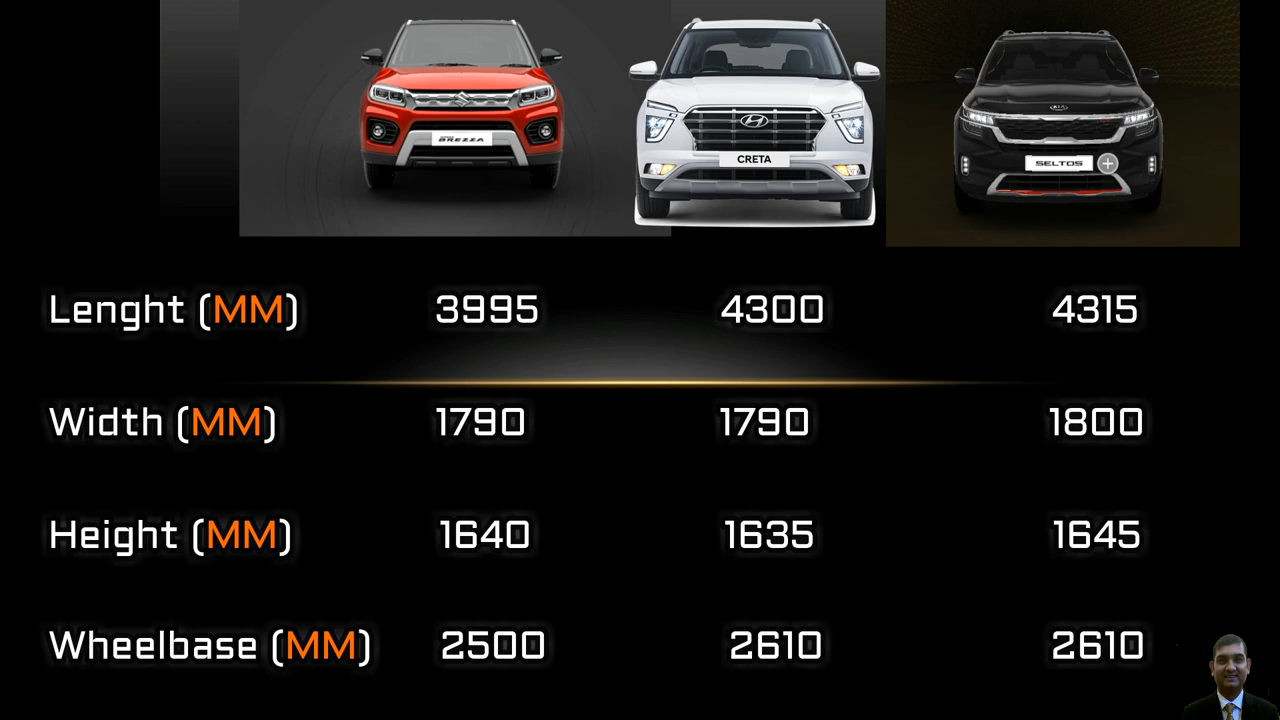 BREZZA
CRETA
SELTOS
Lenght (MM) 3995 4300 4315
Width (MM) 1790 1790 1800
Height (MM) 1640 1635 1645
Wheelbase (MM) 2500 2610 2610